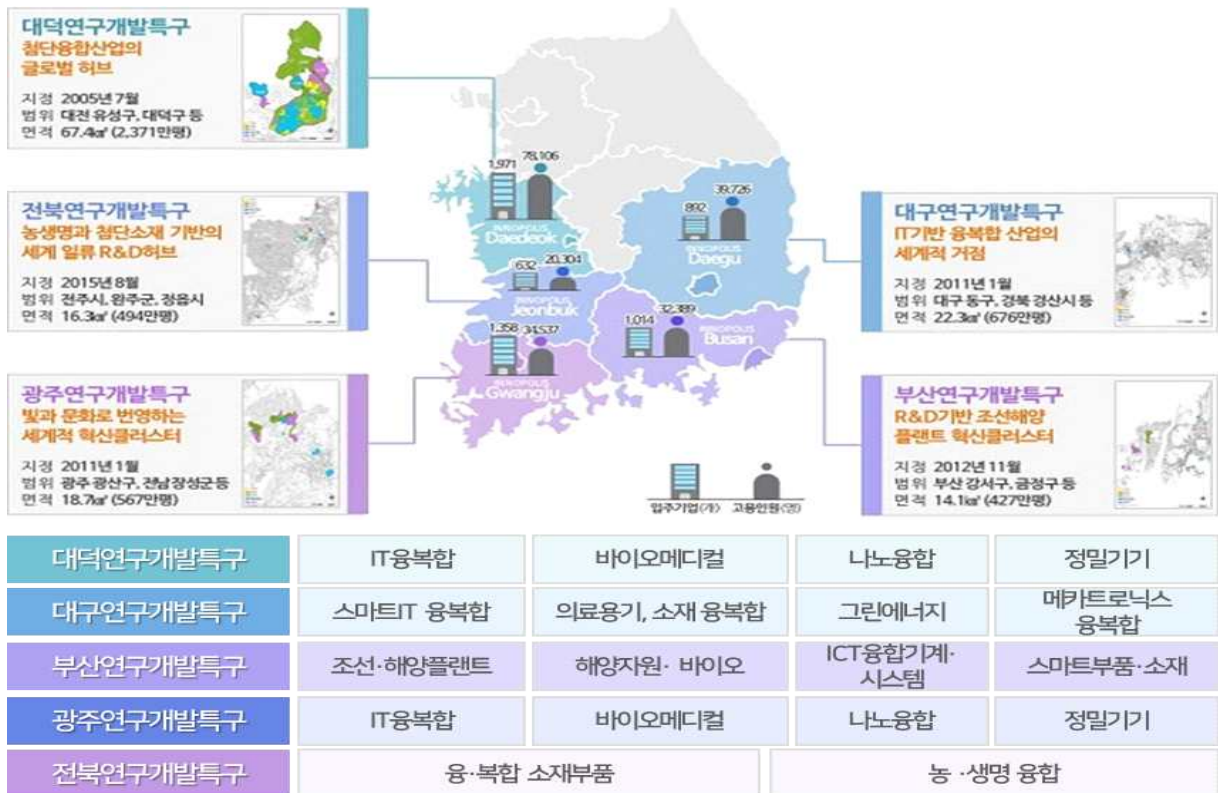 대덕연구개발특구
첨단융합산업의
글로벌 허브
지정 2005년 7월
범위 대전 유성구, 대덕구 등
면적 67.4㎢ (2,371만평)
전북연구개발특구
농생명과 첨단소재 기반의
세계 일류 R&D허브
지정 2015년 8월
범위 전주시, 완주군, 정읍시
면적 16.3㎢ (494만평)
광주연구개발특구
빛과 문화로 번영하는
세계적 혁신클러스터
지정 2011년 1월
범위 광주 광산구, 전남 장성군 등
면적 18.7㎢ (567만평)
1,971 78,106
INNOPOLIS
Daedeok
892 39,726
INNOPOLIS
Daegu
632 20,304
INNOPOLIS
Jeonbuk
1,358 34,537
INNOPOLIS
Gwangju
1,014 32,389
INNOPOLIS
Busan
입주기업(개) 고용인원(명)
대구연구개발특구
IT기반 융복합 산업의
세계적 거점
지정 2011년 1월
범위 대구 동구, 경북 경산시 등
면적 22.3㎢ (676만평)
부산연구개발특구
R&D기반 조선해양
플랜트 혁신클러스터
지정 2012년 11월
범위 부산 강서구, 금정구 등
면적 14.1㎢ (427만평)
대덕연구개발특구 IT융복합 바이오메디컬 나노융합 정밀기기
대구연구개발특구 스마트IT 융복합 의료용기, 소재 융복합 그린에너지 메카트로닉스
융복합
부산연구개발특구 조선·해양플랜트 해양자원· 바이오 ICT융합기계·
시스템 스마트부품·소재
광주연구개발특구 IT융복합 바이오메디컬 나노융합 정밀기기
전북연구개발특구 융·복합 소재부품 농 ·생명 융합